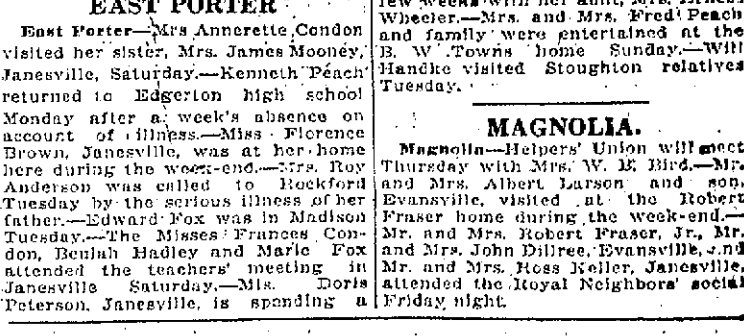 EAST PORTER
East Porter—Mrs Annerette Condon
visited her sister, Mrs. James Mooney,
Janesville, Saturday.—Kenneth Peach
returned to Edgerton high school
Monday after a week's absence on
account of illness.—Miss Florence
Brown, Janesville, was at her home
here during the week-end.—Mrs. Roy
Anderson was called to Rockford
Tuesday by the serious illness of her
father.—Edward Fox was in Madison
Tuesday.—The Misses Frances Con-
don, Beulah Hadley and Marie Fox
attended the teachers' meeting in
Janesville Saturday.—Mis. Doris
Peterson, Janesville, is spending a
few weeks with her aunt, Mrs. Ernest
Wheeler.—Mrs. and Mrs. Fred Peach
and family were entertained at the
B. W. Towns home Sunday.—Will
Handke visited Stoughton relatives
Tuesday.
MAGNOLIA.
Magnolia—Helpers' Union will meet
Thursday with Mrs. W. E. Bird.—Mr.
and Mrs. Albert Larson and son,
Evansville, visited at the Robert
Fraser home during the week-end.—
Mr. and Mrs. Robert Fraser, Jr., Mr.
and Mrs. John Dillree, Evansville, and
Mr. and Mrs. Ross Keller, Janesville,
attended the Royal Neighbors' social
Friday night.